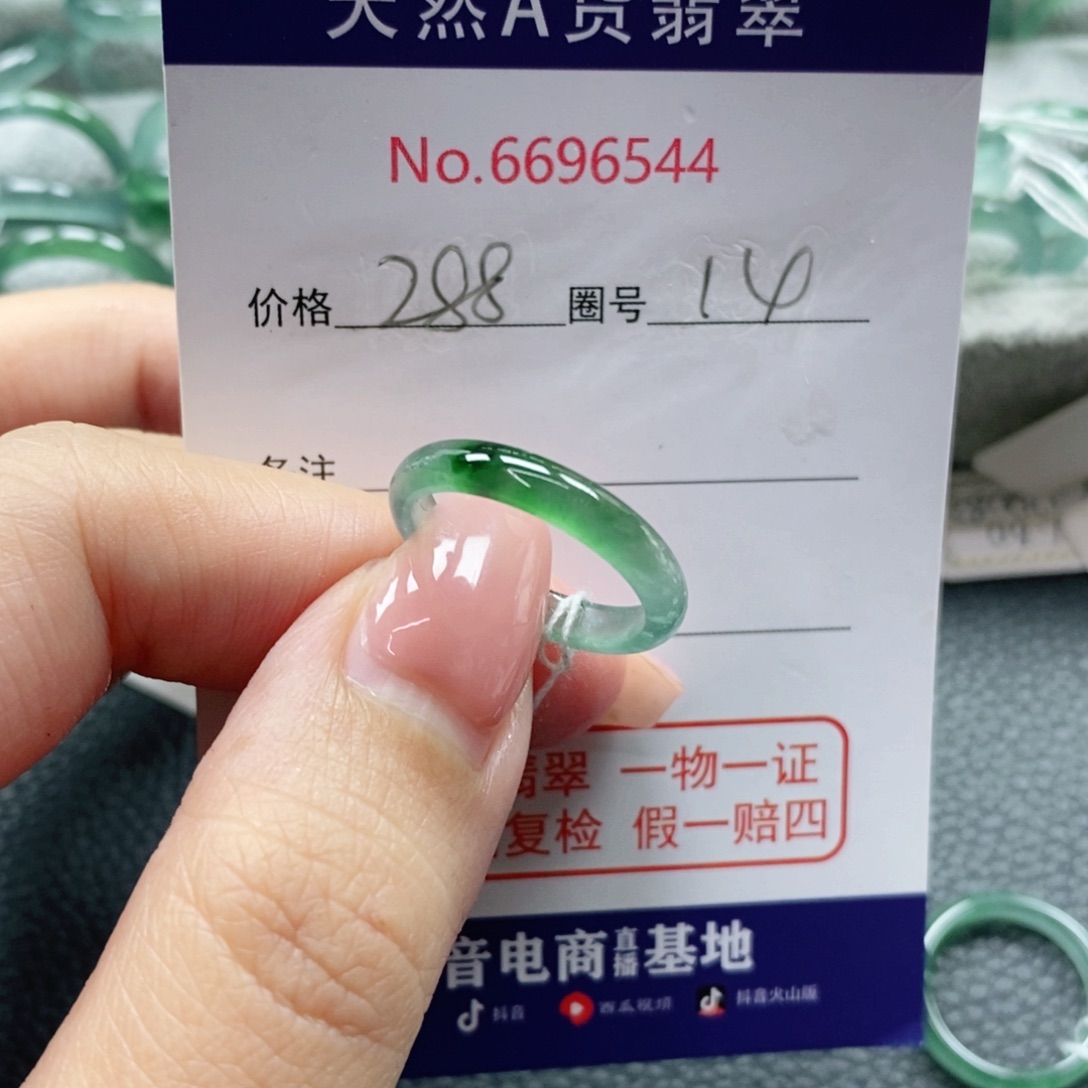 天然A货翡翠
No.6696544
价格 288 圈号 14
备注
翡翠 一物一证
复检 假一赔四
音电商直播基地
抖音 西瓜视频 抖音火山版